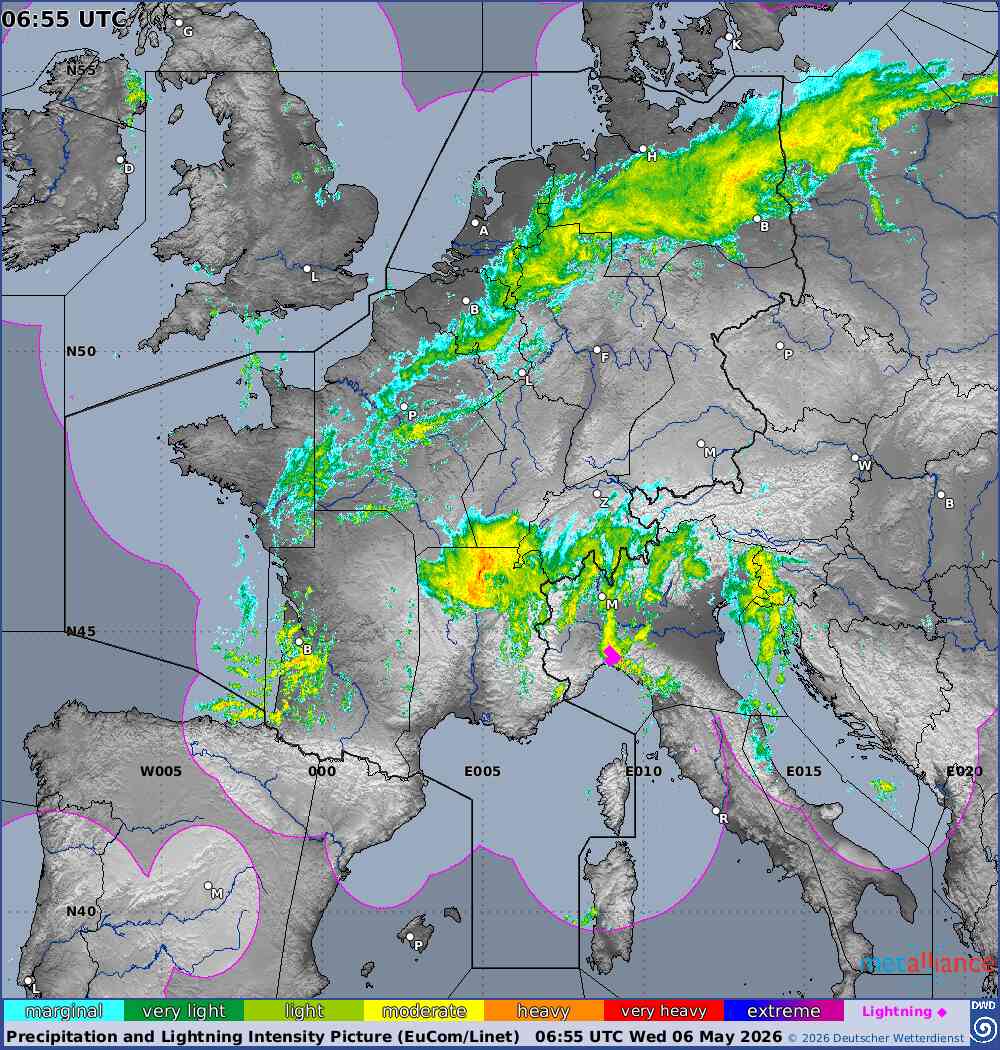 06:55 UTC
G
K
N55
D
H
A
B
L
B
N50
F
P
L
P
M
W
Z
B
M
N45
B
W005
000
E005
E010
E015
E020
R
M
N40
P
L
metalliance
marginal very light light moderate heavy very heavy extreme Lightning
DWD
Precipitation and Lightning Intensity Picture (EuCom/Linet) 06:55 UTC Wed 06 May 2026 © 2026 Deutscher Wetterdienst